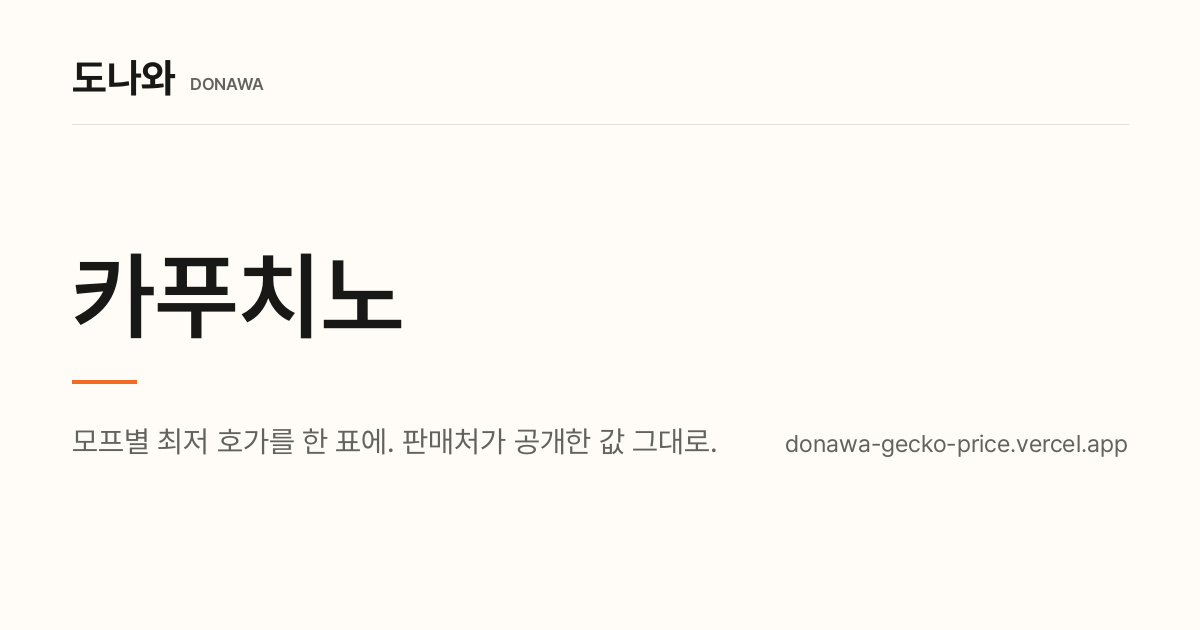 도나와 DONAWA
카푸치노
모프별 최저 호가를 한 표에. 판매처가 공개한 값 그대로. donawa-gecko-price.vercel.app